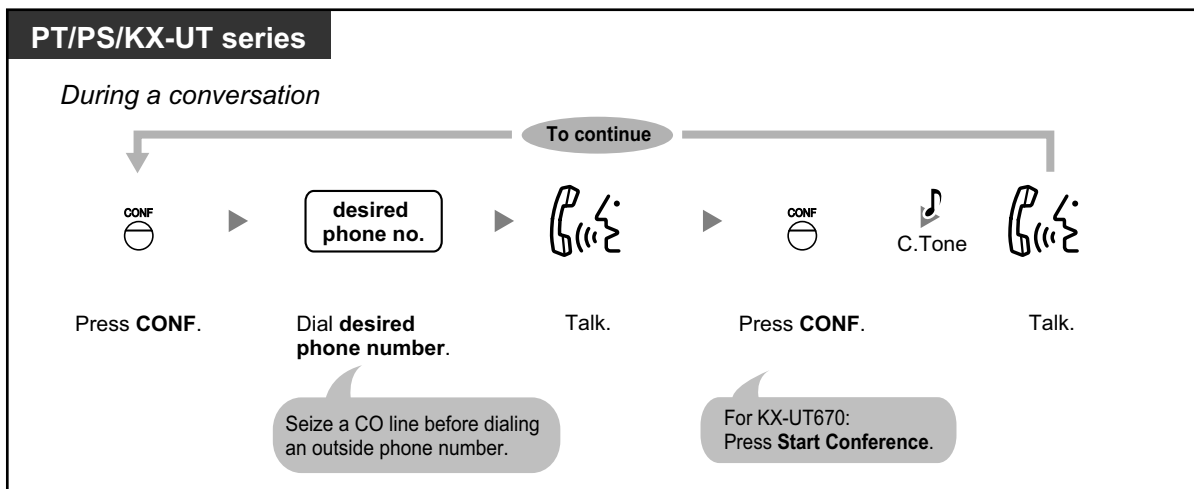 PT/PS/KX-UT series
During a conversation
To continue
CONF
desired
phone no.
CONF
C.Tone
Press CONF.
Dial desired
phone number.
Talk.
Press CONF.
Talk.
Seize a CO line before dialing
an outside phone number.
For KX-UT670:
Press Start Conference.